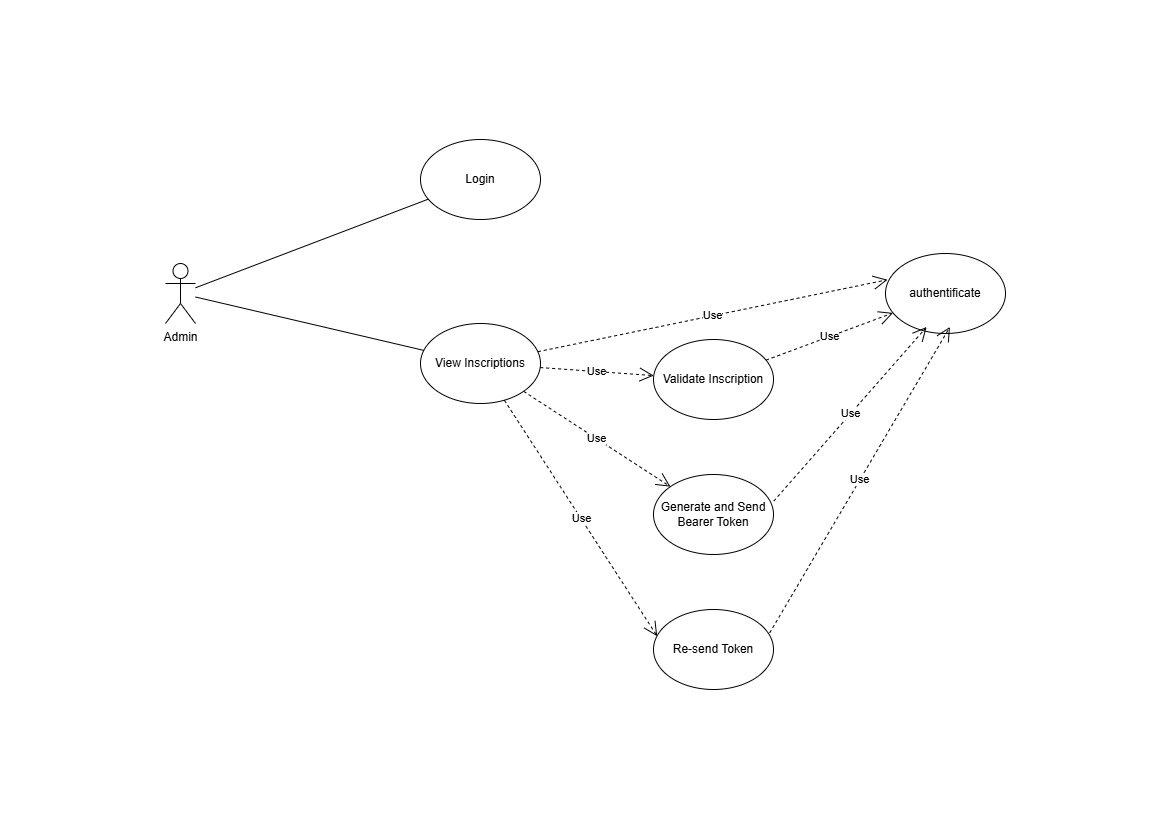 Login
Admin
View Inscriptions
authentificate
Use
Use
Use
Validate Inscription
Use
Use
Use
Use
Generate and Send
Bearer Token
Re-send Token